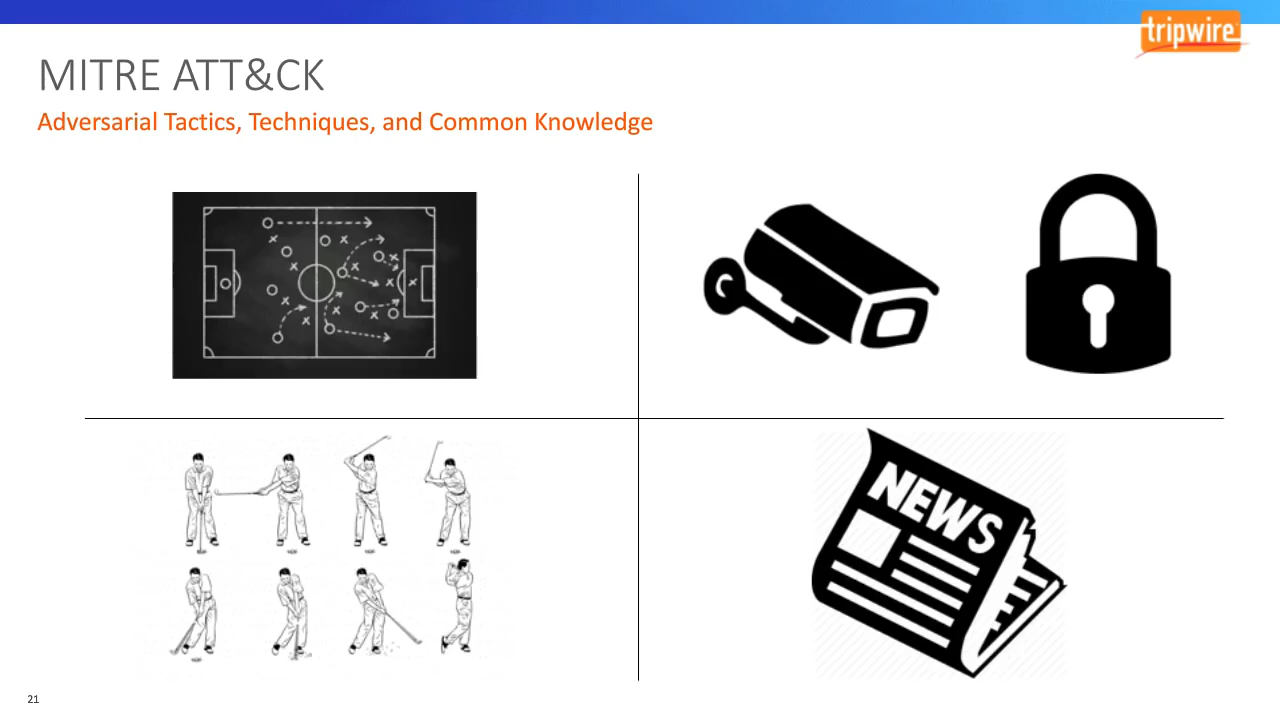 tripwire
MITRE ATT&CK
Adversarial Tactics, Techniques, and Common Knowledge
NEWS
21